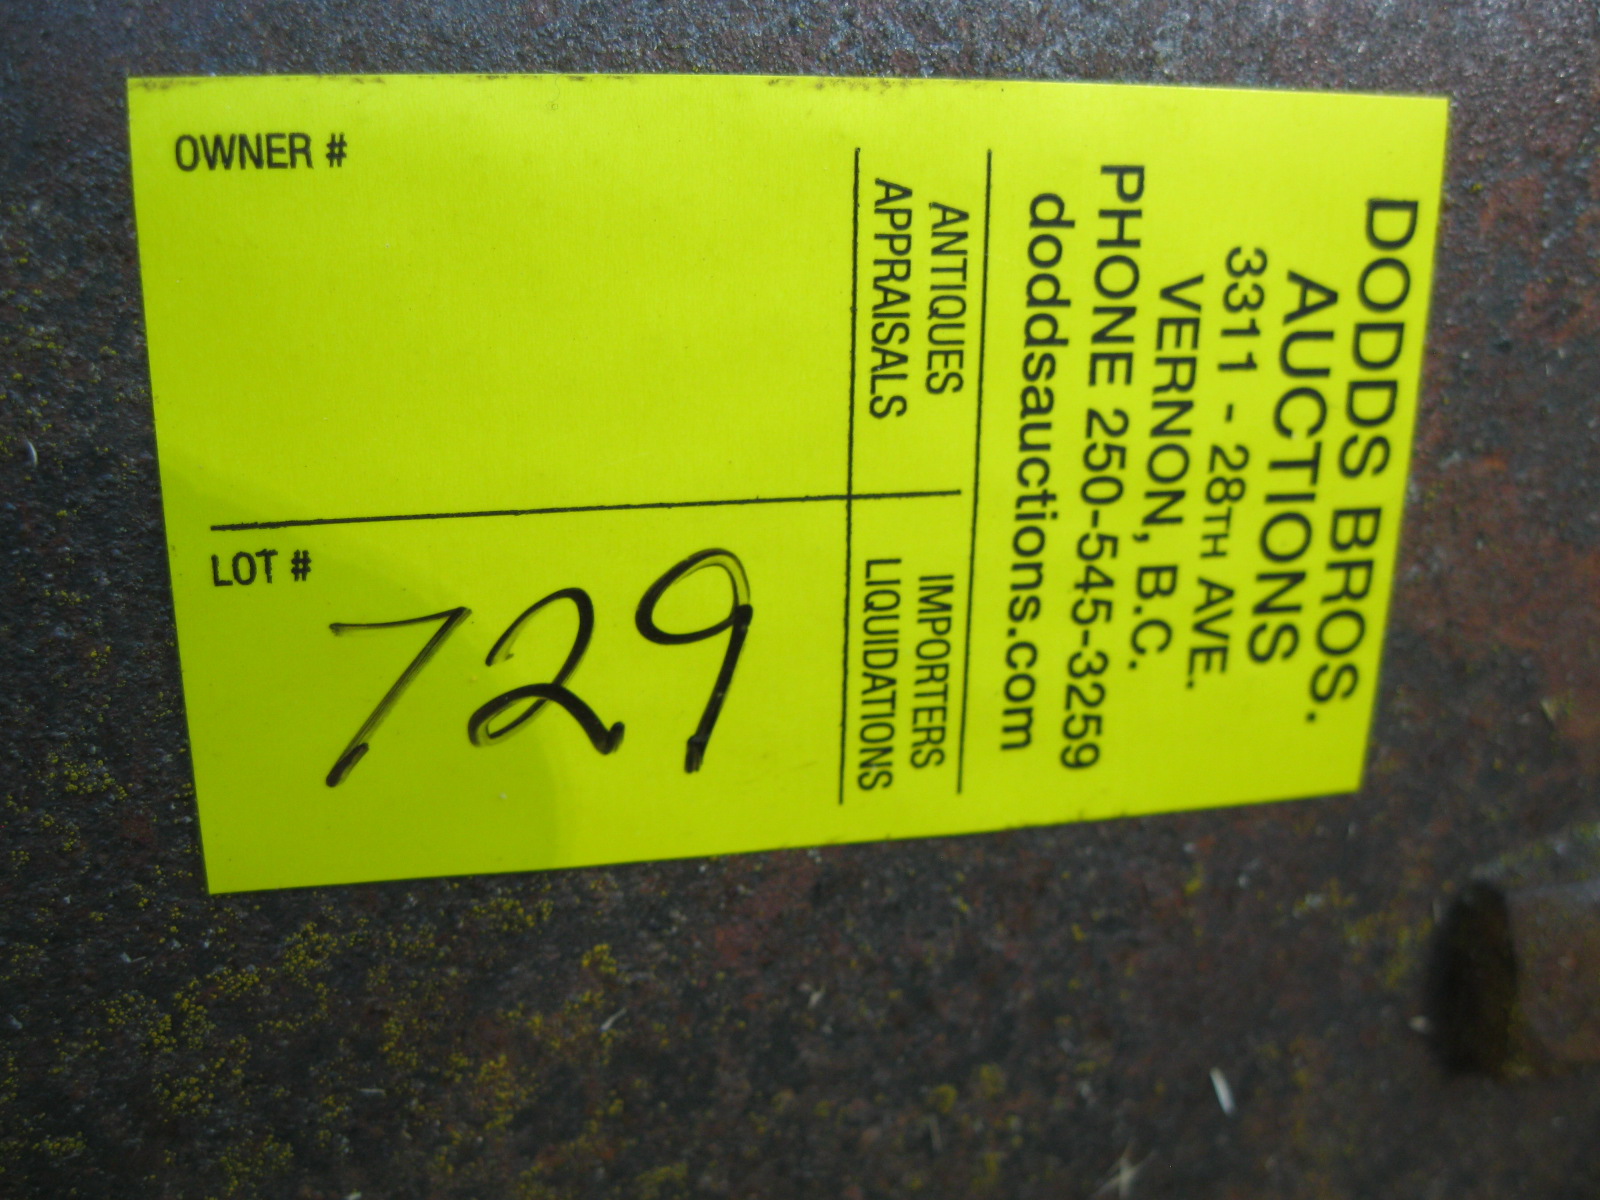 DODDS BROS.
AUCTIONS
3311 - 28TH AVE.
VERNON, B.C.
PHONE 250-545-3259
doddsauctions.com
ANTIQUES
APPRAISALS
IMPORTERS
LIQUIDATIONS
OWNER #
LOT #
729